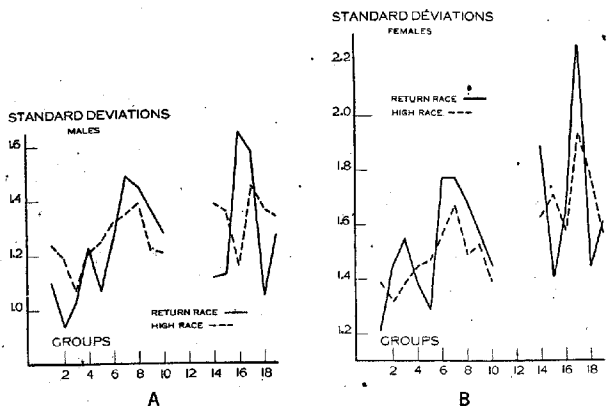 STANDARD DEVIATIONS
MALES
1.6
1.4
1.2
1.0
RETURN RACE
HIGH RACE
GROUPS
2 4 6 8 10 12 14 16 18
A
STANDARD DEVIATIONS
FEMALES
2.2
2.0
1.8
1.6
1.4
1.2
RETURN RACE
HIGH RACE
GROUPS
2 4 6 8 10 12 14 16 18
B